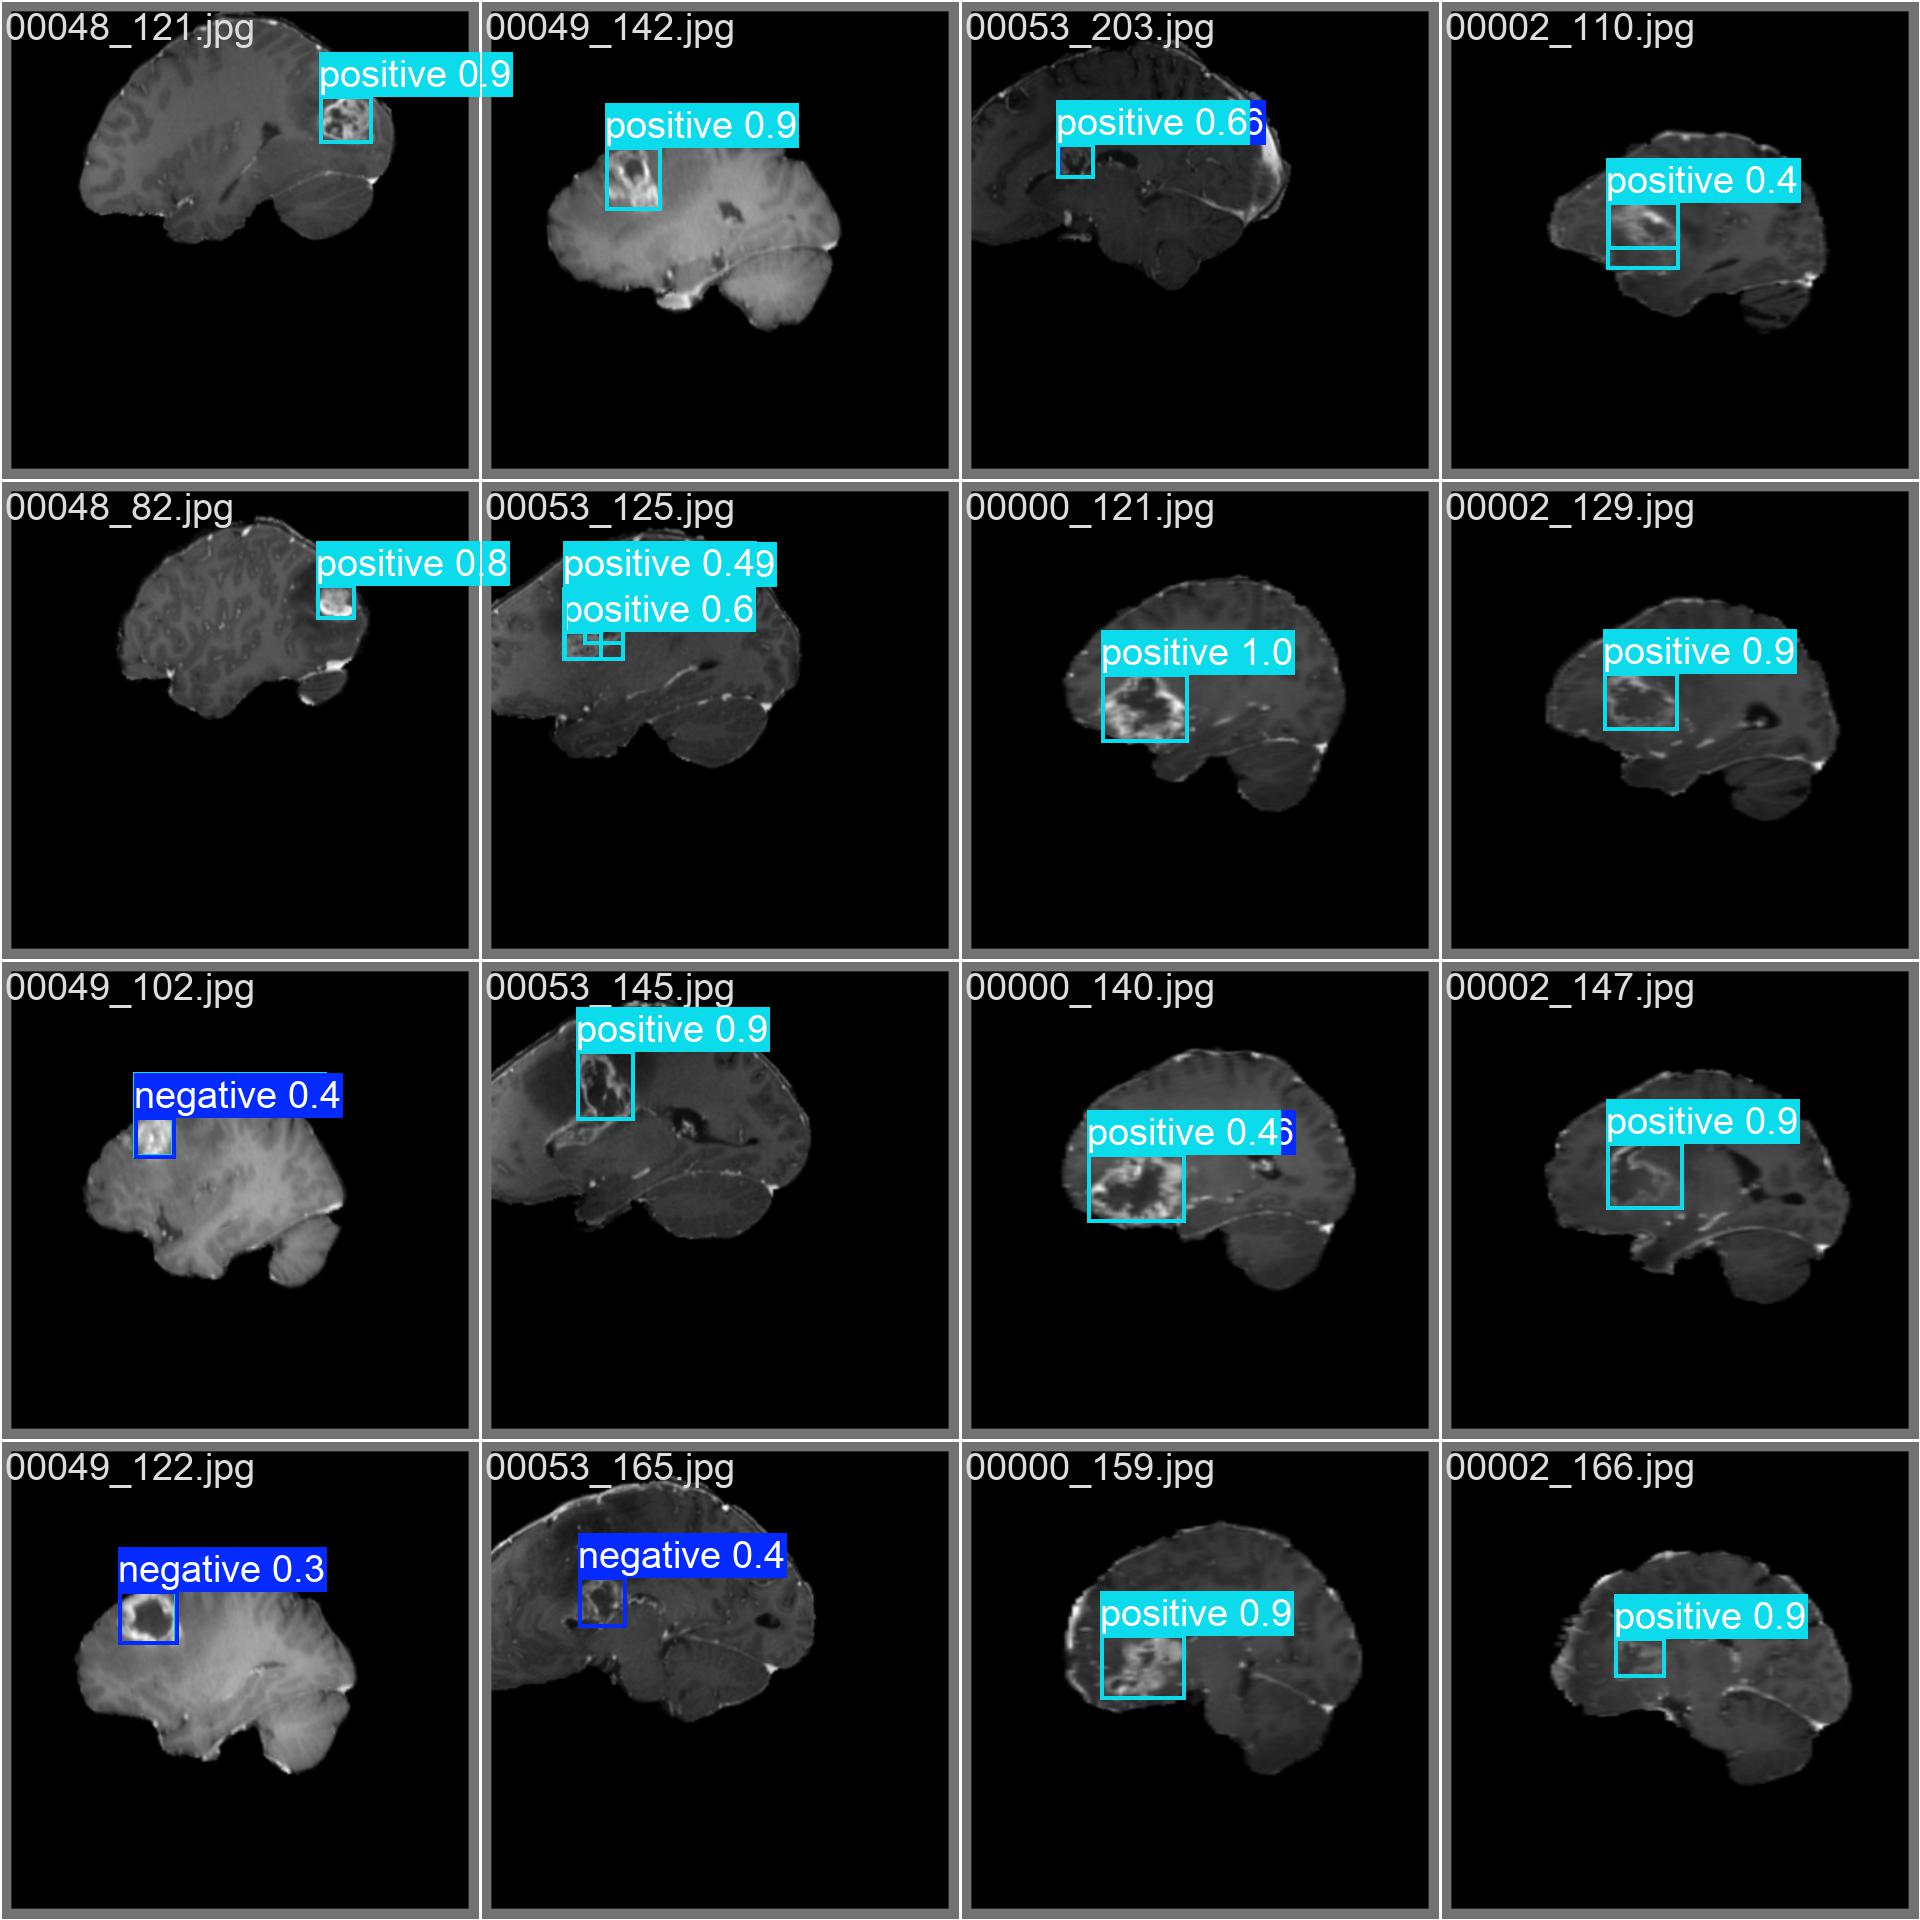 00048_121.jpg
positive 0.9
00049_142.jpg
positive 0.9
00053_203.jpg
positive 0.6
6
00002_110.jpg
positive 0.4
00048_82.jpg
positive 0.8
00053_125.jpg
positive 0.4
9
positive 0.6
00000_121.jpg
positive 1.0
00002_129.jpg
positive 0.9
00049_102.jpg
negative 0.4
00053_145.jpg
positive 0.9
00000_140.jpg
positive 0.4
6
00002_147.jpg
positive 0.9
00049_122.jpg
negative 0.3
00053_165.jpg
negative 0.4
00000_159.jpg
positive 0.9
00002_166.jpg
positive 0.9